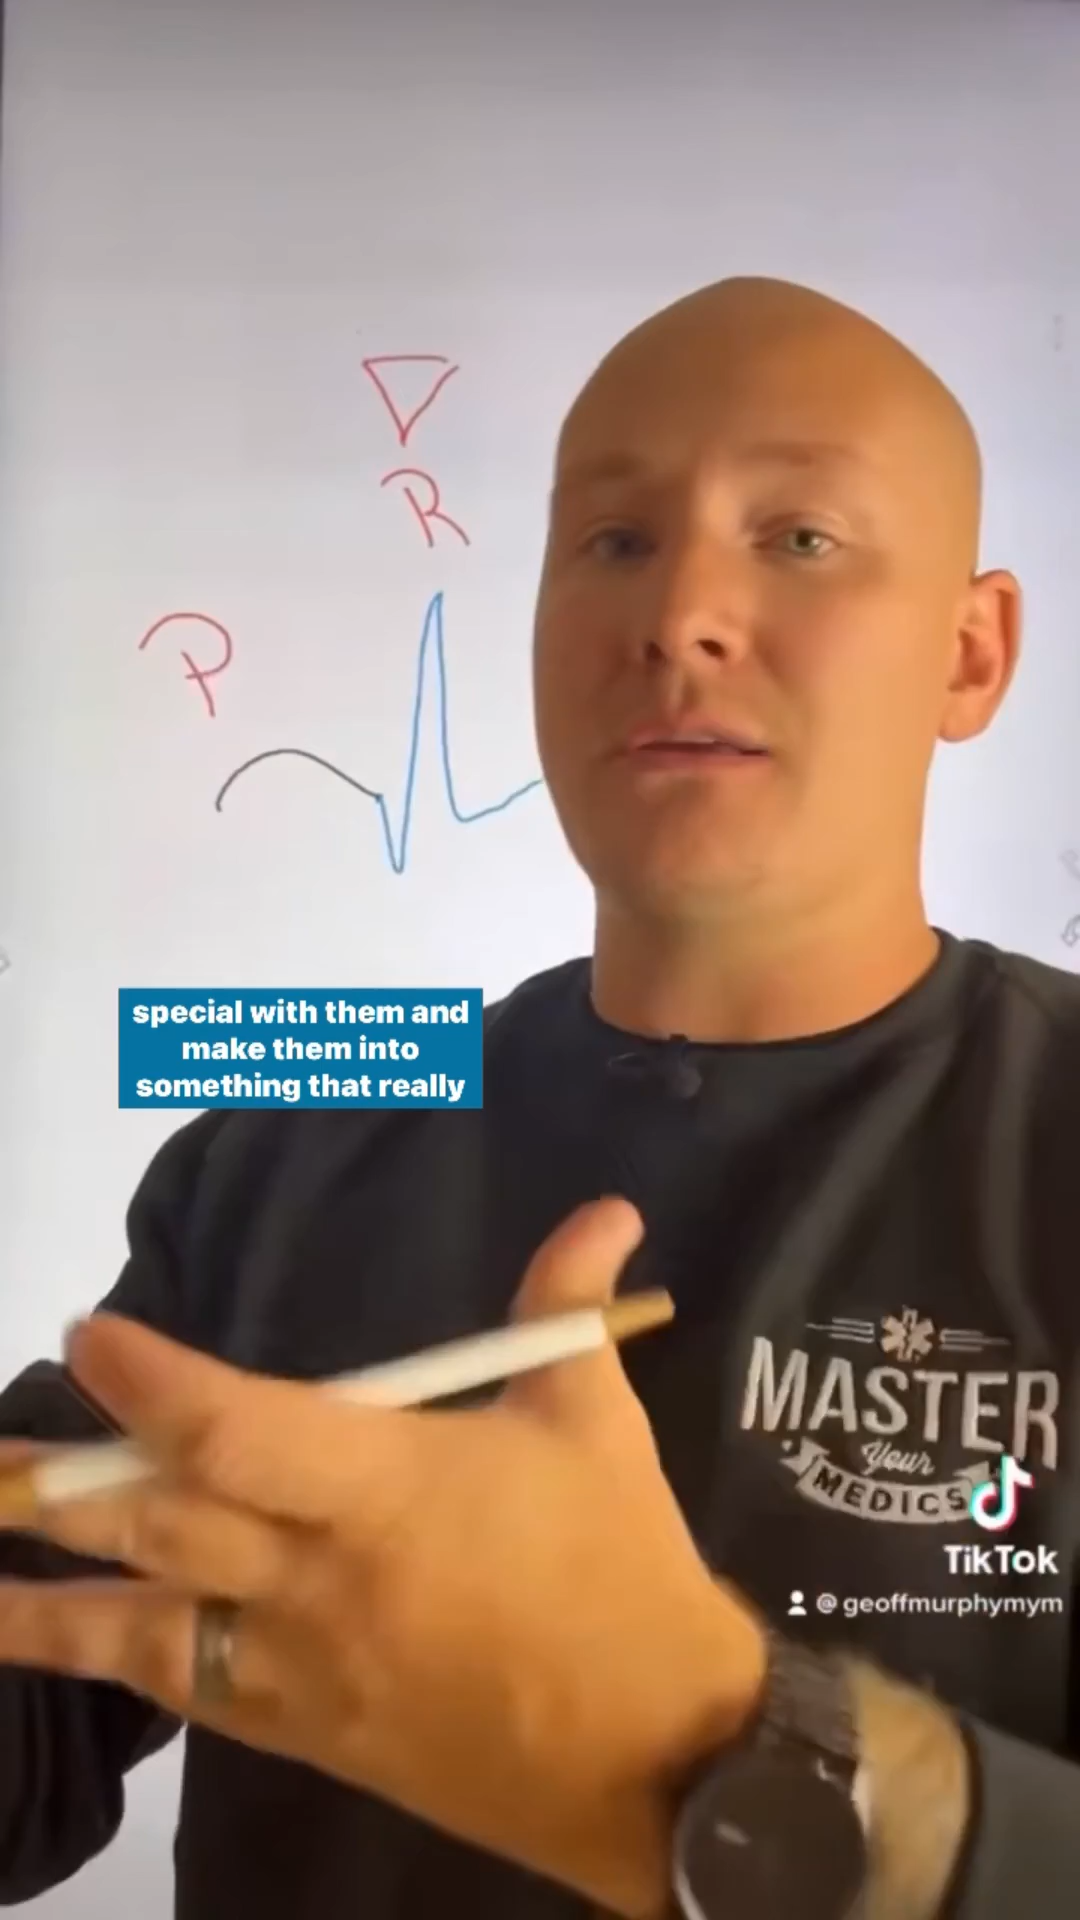 R
P
special with them and
make them into
something that really
MASTER
Your
MEDICS
TikTok
@geoffmurphymym